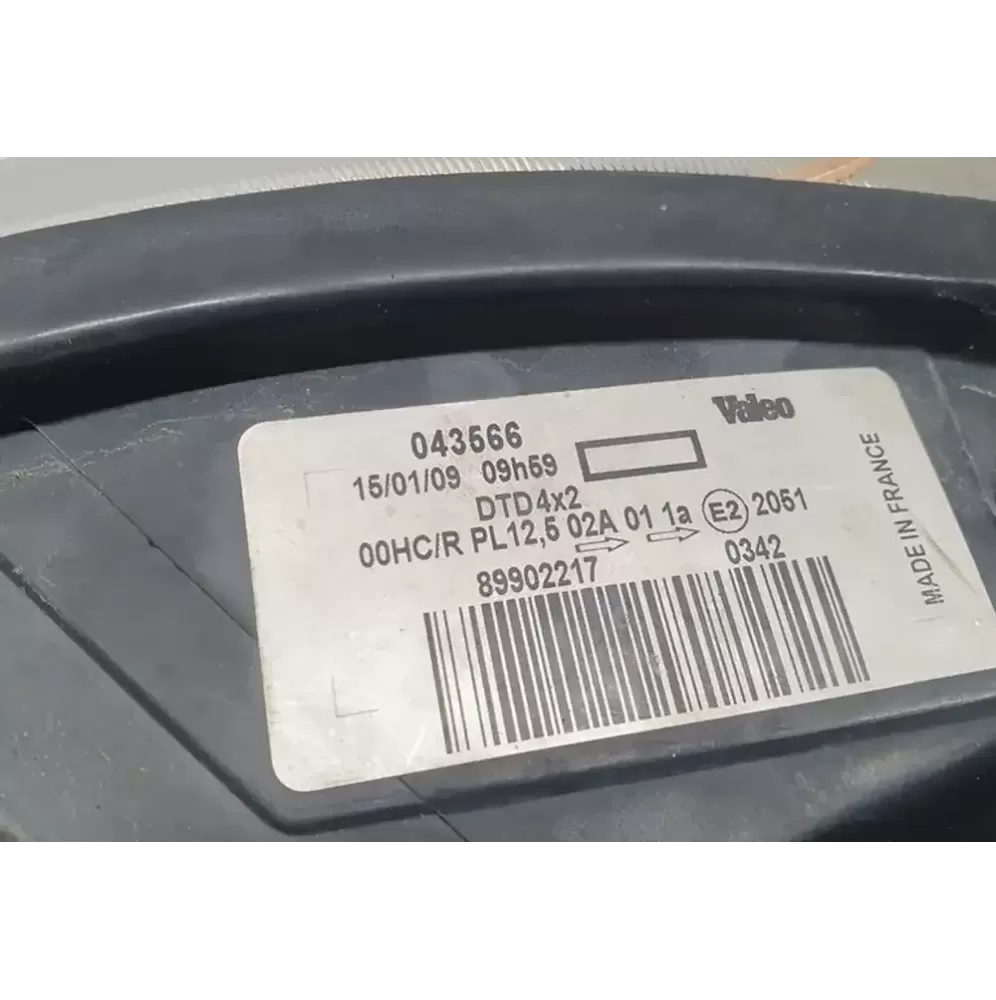 Valeo
043566
15/01/09 09h59
DTD4x2
00HC/R PL12,5 02A 01 1a E2 2051
89902217 0342
MADE IN FRANCE